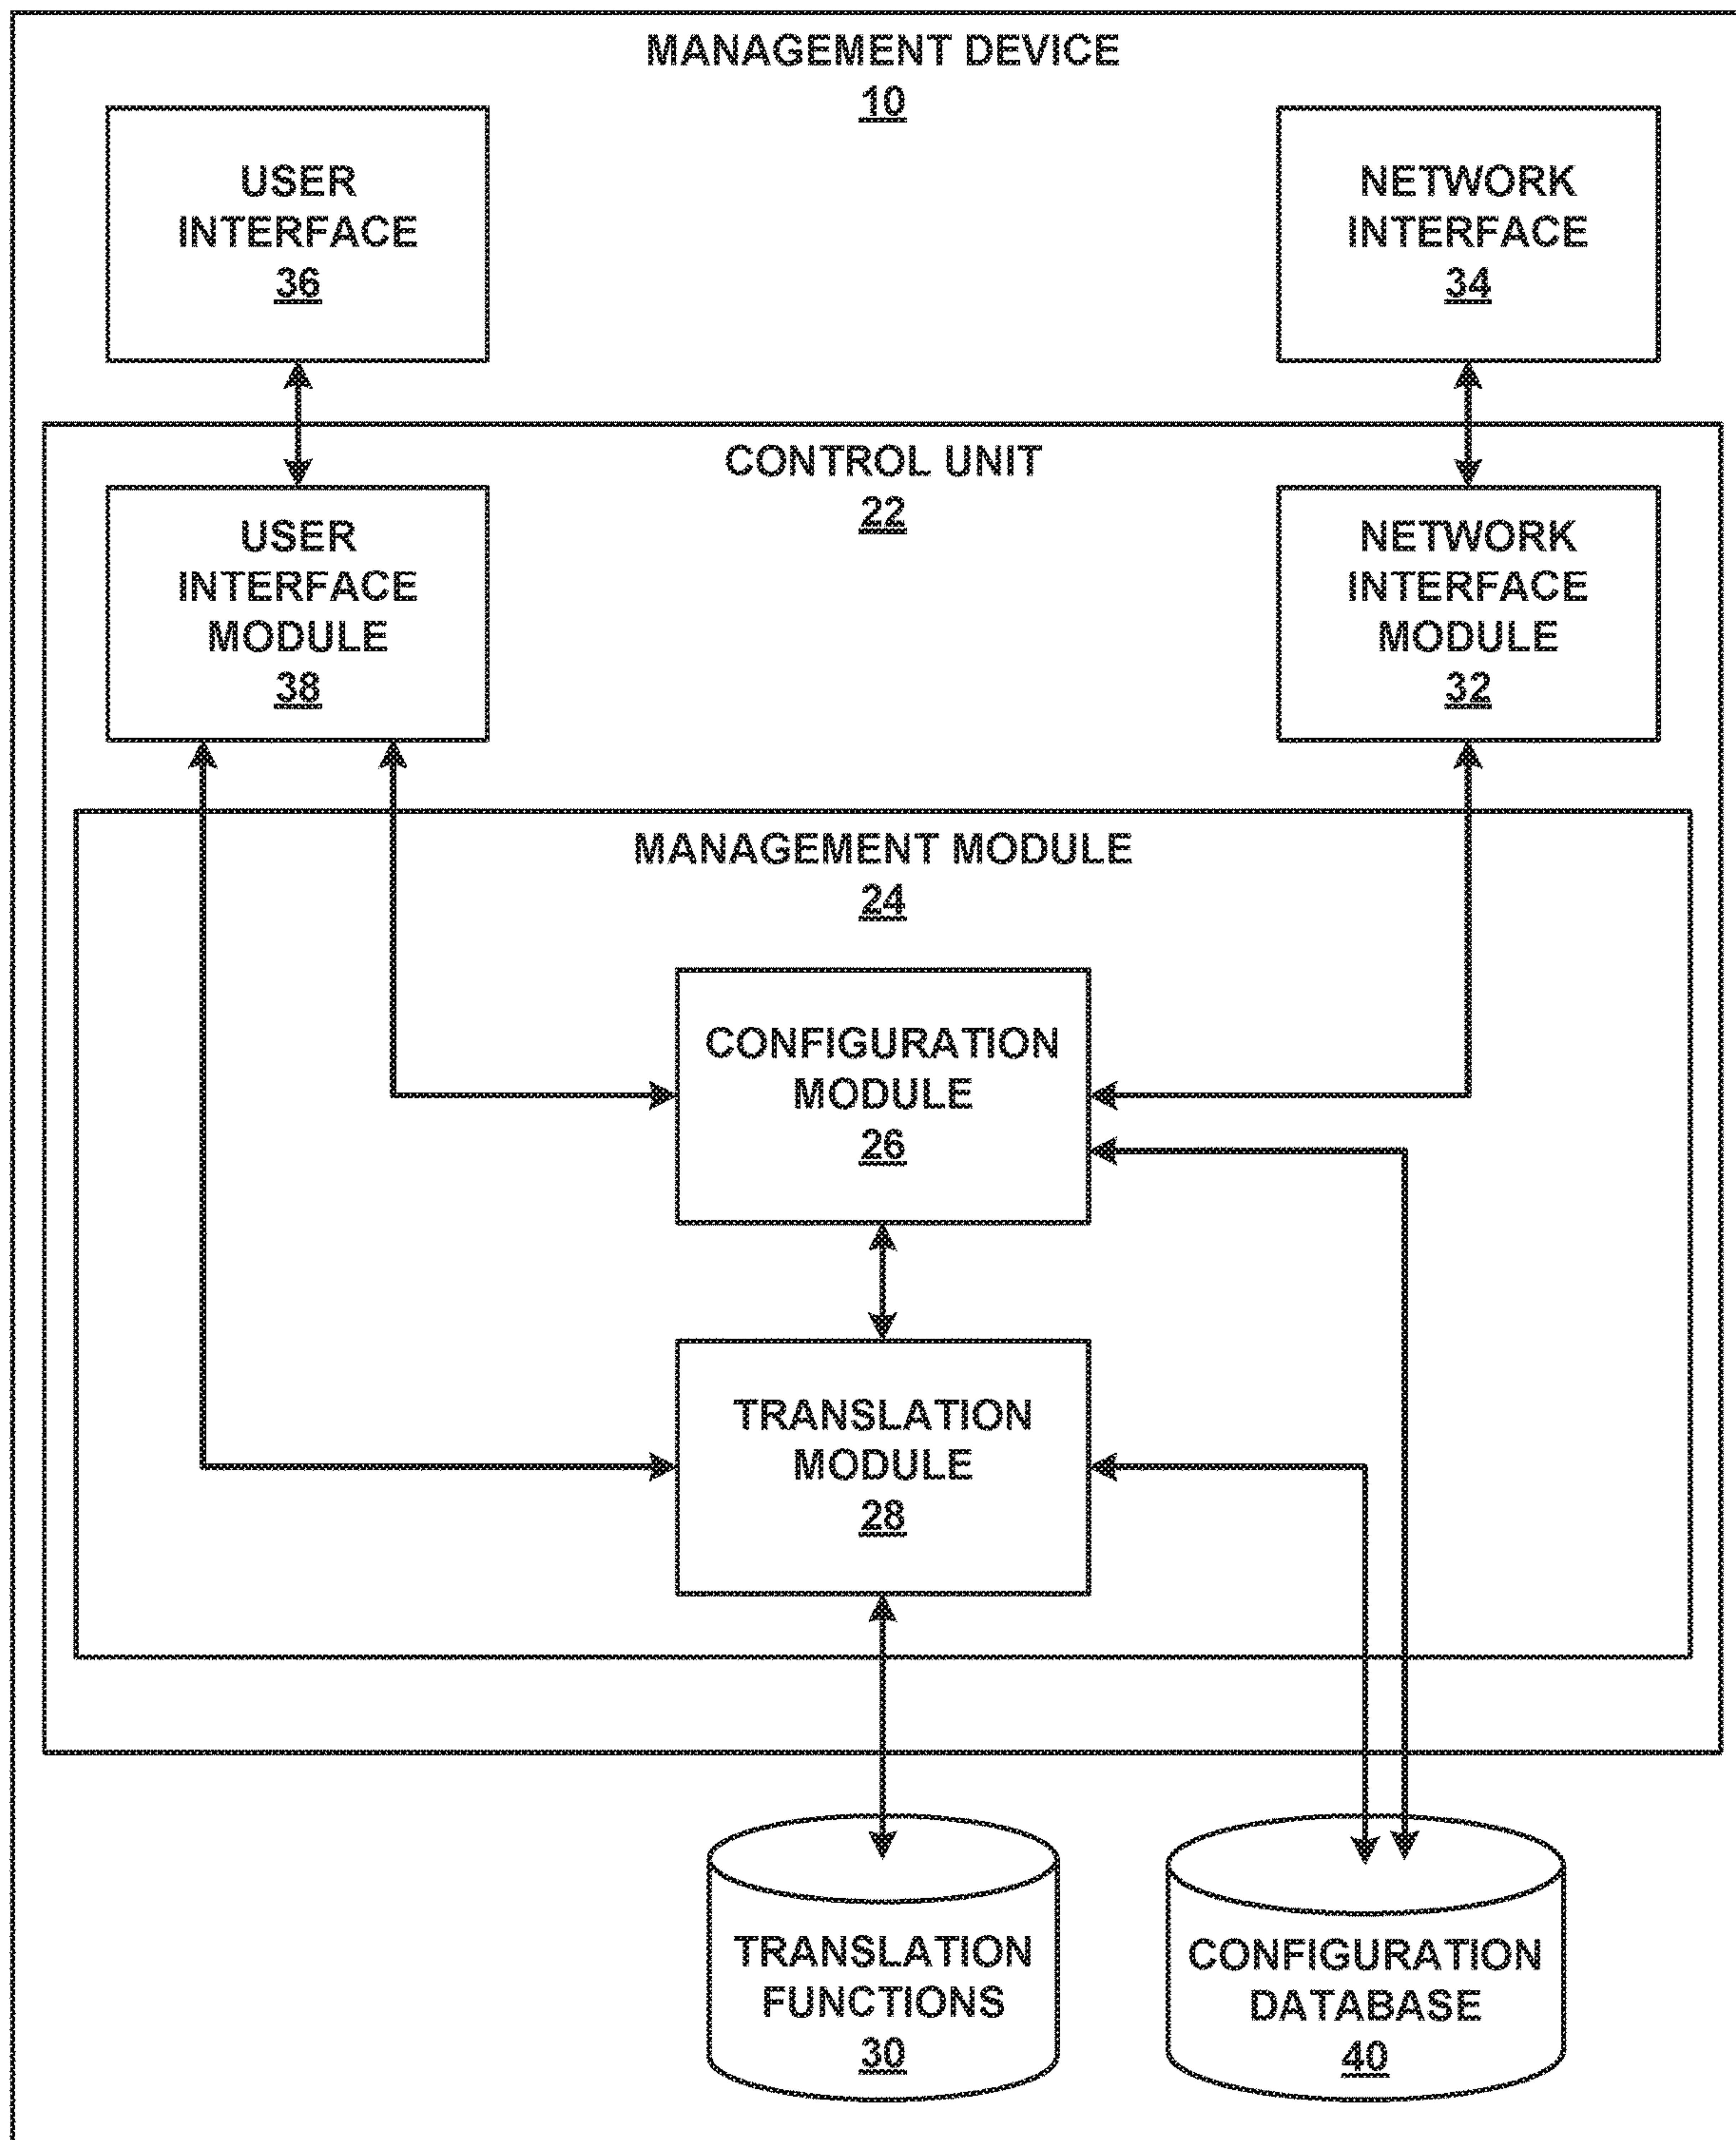 MANAGEMENT DEVICE
10
USER
INTERFACE
36
NETWORK
INTERFACE
34
CONTROL UNIT
22
USER
INTERFACE
MODULE
38
NETWORK
INTERFACE
MODULE
32
MANAGEMENT MODULE
24
CONFIGURATION
MODULE
26
TRANSLATION
MODULE
28
TRANSLATION
FUNCTIONS
30
CONFIGURATION
DATABASE
40